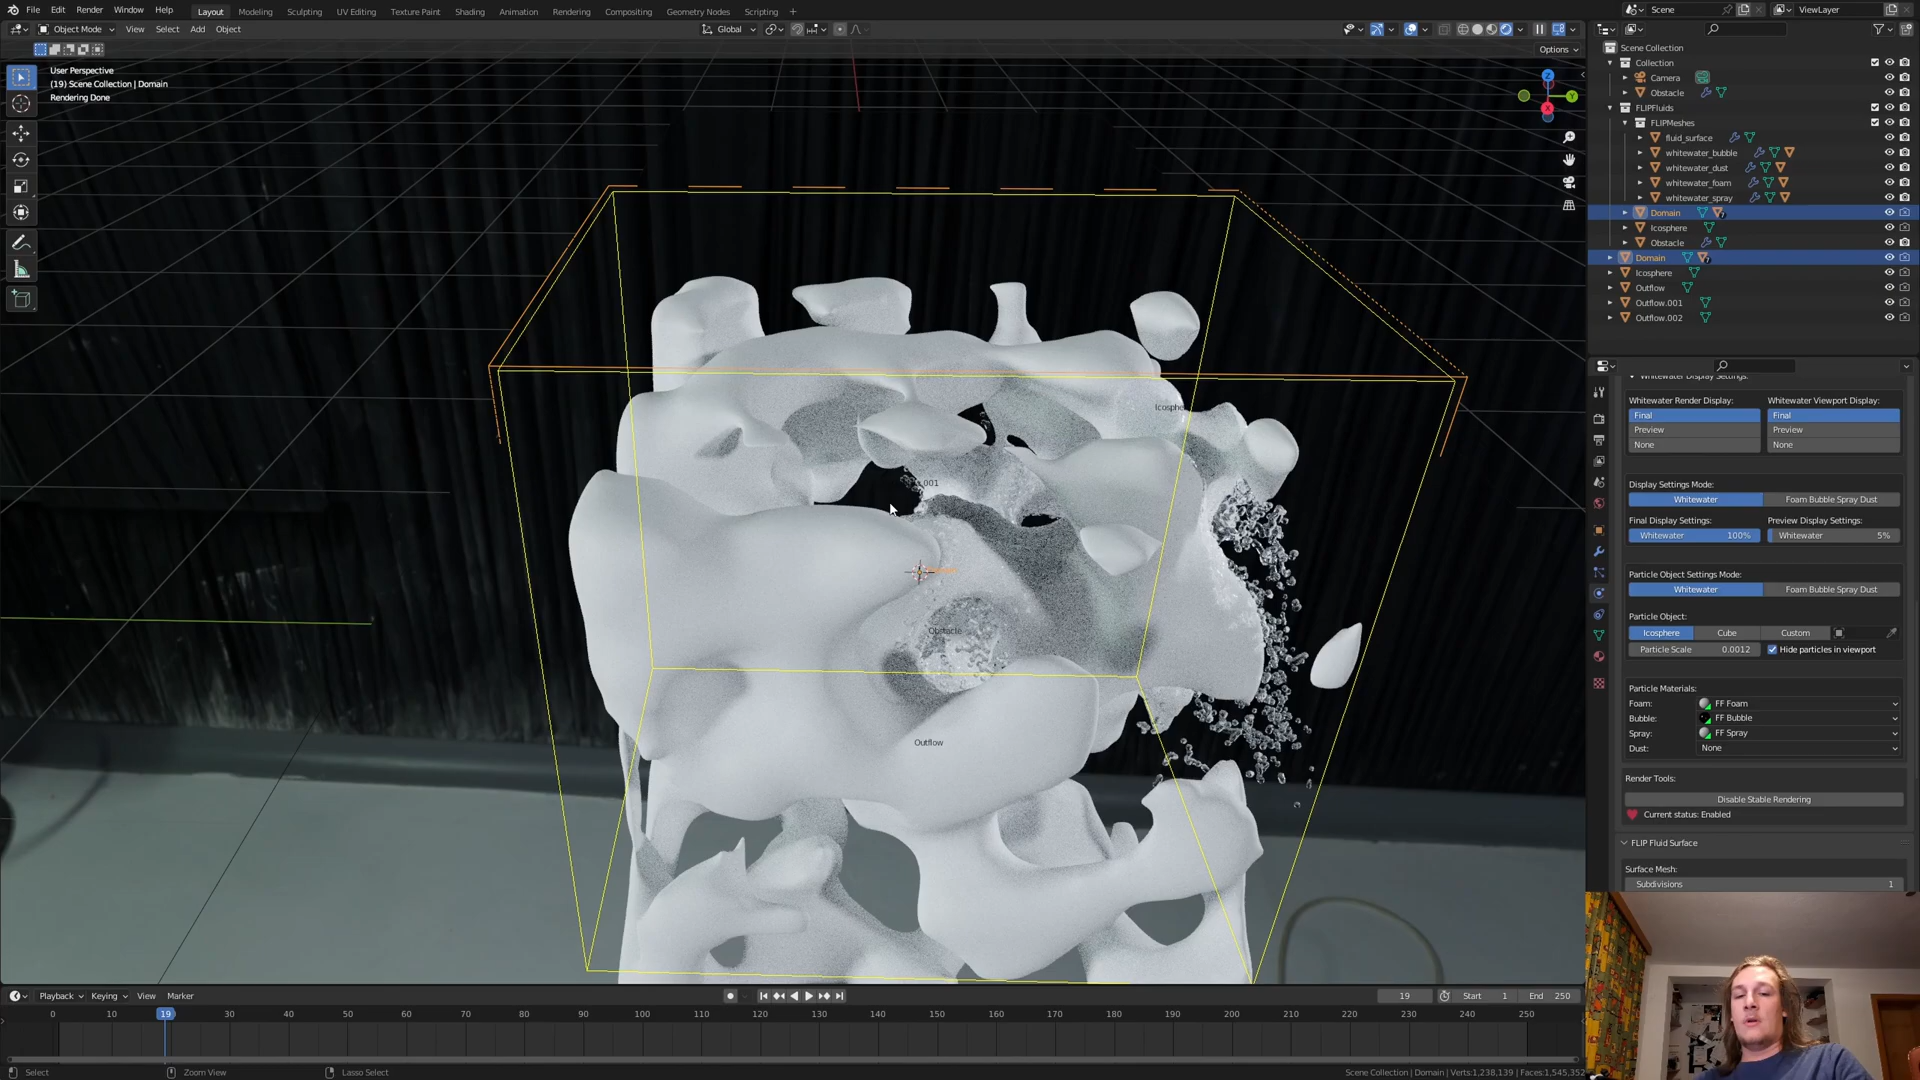 File Edit Render Window Help Layout Modeling Sculpting UV Editing Texture Paint Shading Animation Rendering Compositing Geometry Nodes Scripting + Scene ViewLayer
Object Mode View Select Add Object Global
Options
User Perspective
(19) Scene Collection | Domain
Rendering Done
Z
Y
X
Icosphe
.001
Obstacle
Outflow
Scene Collection
Collection
Camera
Obstacle
FLIPFluids
FLIPMeshes
fluid_surface
whitewater_bubble
whitewater_dust
whitewater_foam
whitewater_spray
Domain
Icosphere
Obstacle
Domain
Icosphere
Outflow
Outflow.001
Outflow.002
Whitewater Display Settings:
Whitewater Render Display: Whitewater Viewport Display:
Final Final
Preview Preview
None None
Display Settings Mode:
Whitewater Foam Bubble Spray Dust
Final Display Settings: Preview Display Settings:
Whitewater 100% Whitewater 5%
Particle Object Settings Mode:
Whitewater Foam Bubble Spray Dust
Particle Object:
Icosphere Cube Custom
Particle Scale 0.0012 Hide particles in viewport
Particle Materials:
Foam: FF Foam
Bubble: FF Bubble
Spray: FF Spray
Dust: None
Render Tools:
Disable Stable Rendering
Current status: Enabled
FLIP Fluid Surface
Surface Mesh:
Subdivisions 1
Playback Keying View Marker 19 Start 1 End 250
0 10 19 30 40 50 60 70 80 90 100 110 120 130 140 150 160 170 180 190 200 210 220 230 240 250
Select Zoom View Lasso Select Scene Collection | Domain | Verts:1,238,139 | Faces:1,545,352